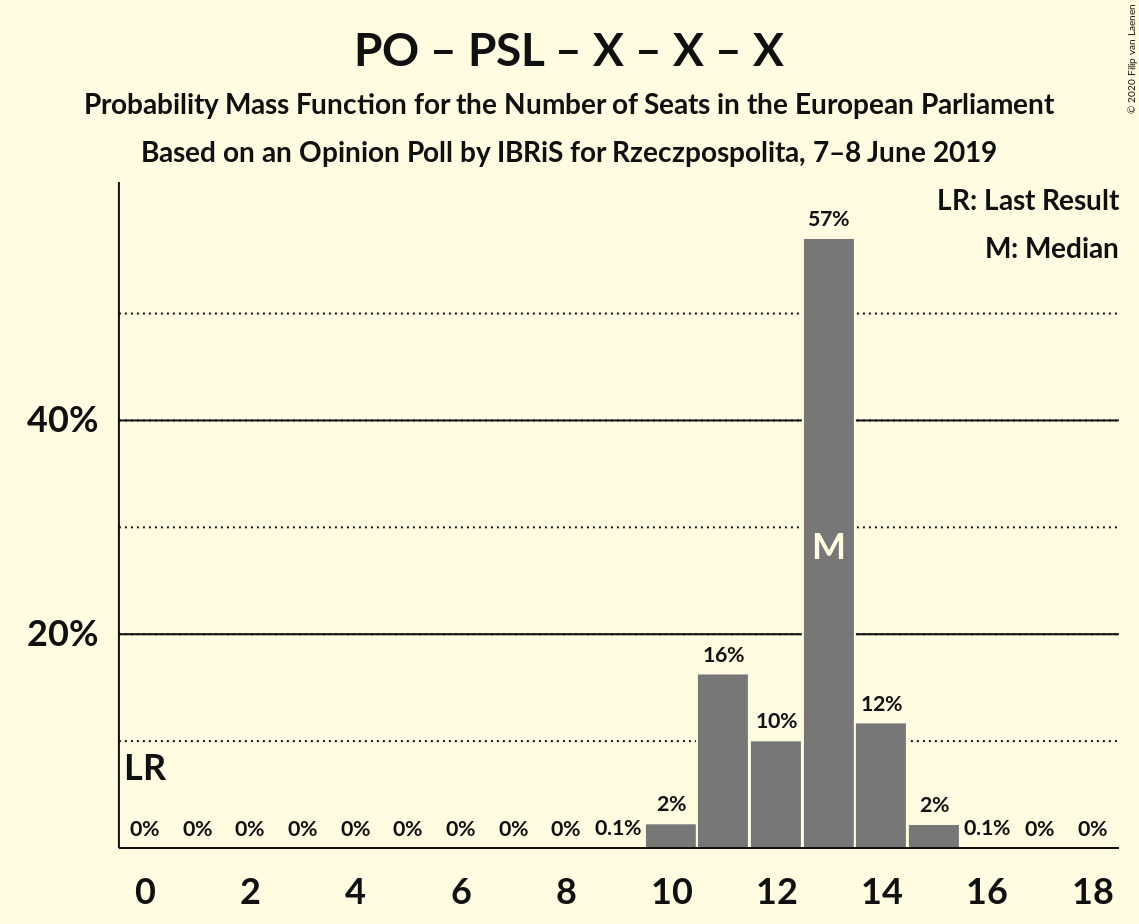 PO – PSL – X – X – X
Probability Mass Function for the Number of Seats in the European Parliament
Based on an Opinion Poll by IBRiS for Rzeczpospolita, 7–8 June 2019
© 2020 Filip van Laenen
LR: Last Result
M: Median
57%
40%
M
20%
16%
12%
10%
LR
0% 0% 0% 0% 0% 0% 0% 0% 0% 0.1% 2% 2% 0.1% 0% 0%
0 2 4 6 8 10 12 14 16 18